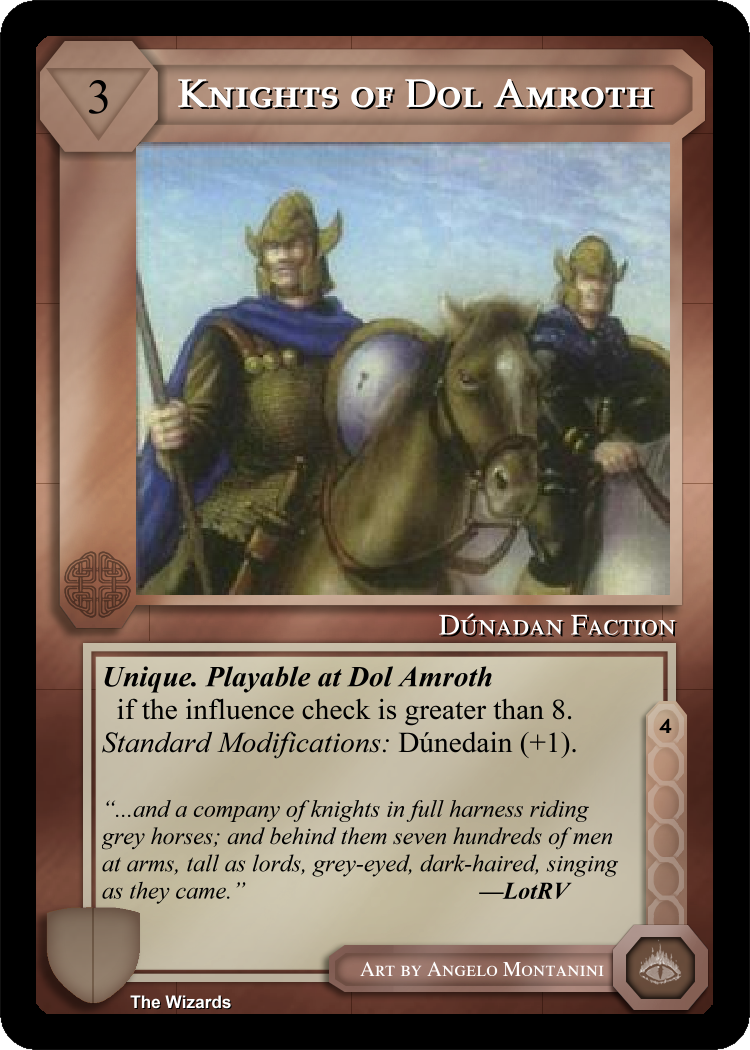 3
Knights of Dol Amroth
Dúnadan Faction
Unique. Playable at Dol Amroth
if the influence check is greater than 8.
Standard Modifications: Dúnedain (+1).
4
“...and a company of knights in full harness riding
grey horses; and behind them seven hundreds of men
at arms, tall as lords, grey-eyed, dark-haired, singing
as they came.” —LotRV
Art by Angelo Montanini
The Wizards